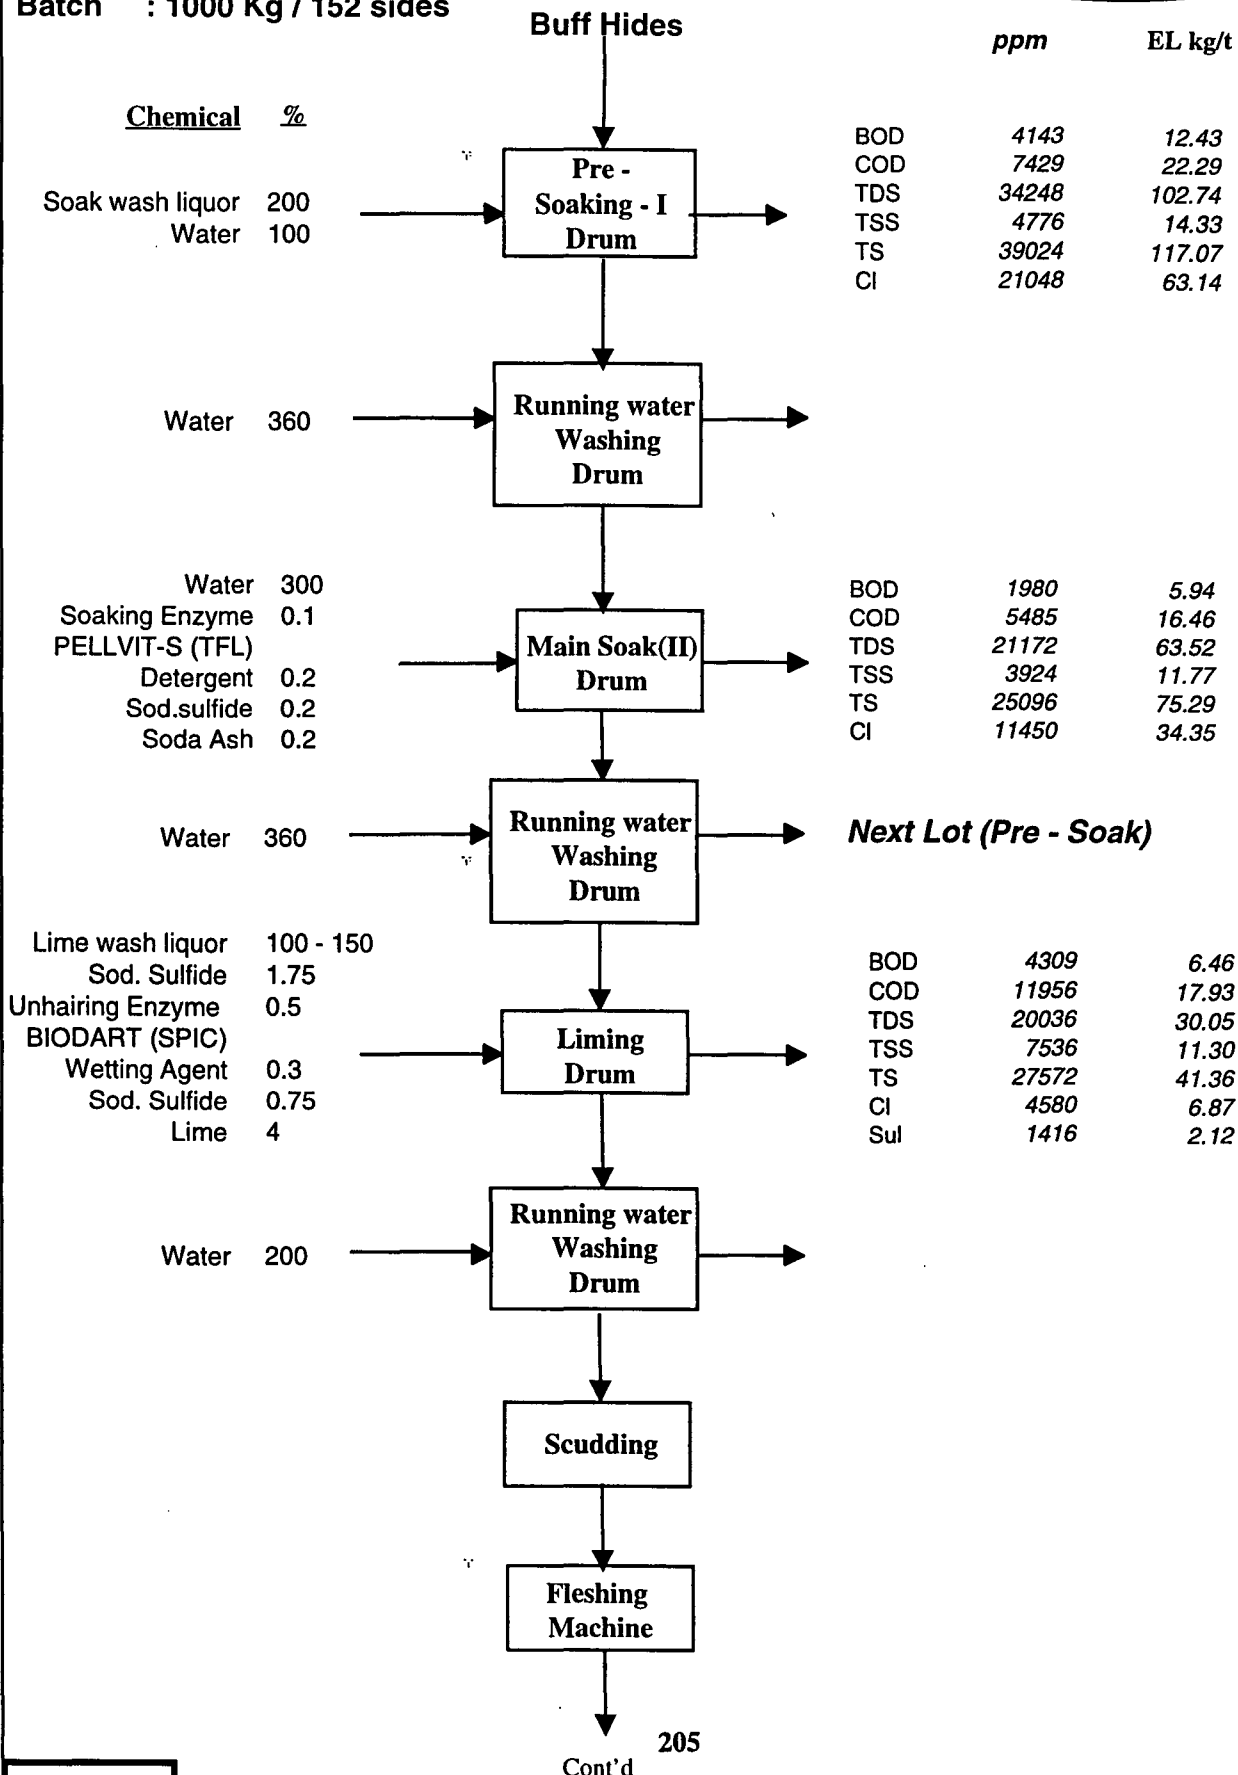 Batch : 1000 Kg / 152 sides
Buff Hides
ppm EL kg/t
Chemical %
Soak wash liquor 200
Water 100
Pre -
Soaking - I
Drum
BOD 4143 12.43
COD 7429 22.29
TDS 34248 102.74
TSS 4776 14.33
TS 39024 117.07
Cl 21048 63.14
Water 360
Running water
Washing
Drum
Water 300
Soaking Enzyme 0.1
PELLVIT-S (TFL)
Detergent 0.2
Sod.sulfide 0.2
Soda Ash 0.2
Main Soak(II)
Drum
BOD 1980 5.94
COD 5485 16.46
TDS 21172 63.52
TSS 3924 11.77
TS 25096 75.29
Cl 11450 34.35
Water 360
Running water
Washing
Drum
Next Lot (Pre - Soak)
Lime wash liquor 100 - 150
Sod. Sulfide 1.75
Unhairing Enzyme 0.5
BIODART (SPIC)
Wetting Agent 0.3
Sod. Sulfide 0.75
Lime 4
Liming
Drum
BOD 4309 6.46
COD 11956 17.93
TDS 20036 30.05
TSS 7536 11.30
TS 27572 41.36
Cl 4580 6.87
Sul 1416 2.12
Water 200
Running water
Washing
Drum
Scudding
Fleshing
Machine
205
Cont'd